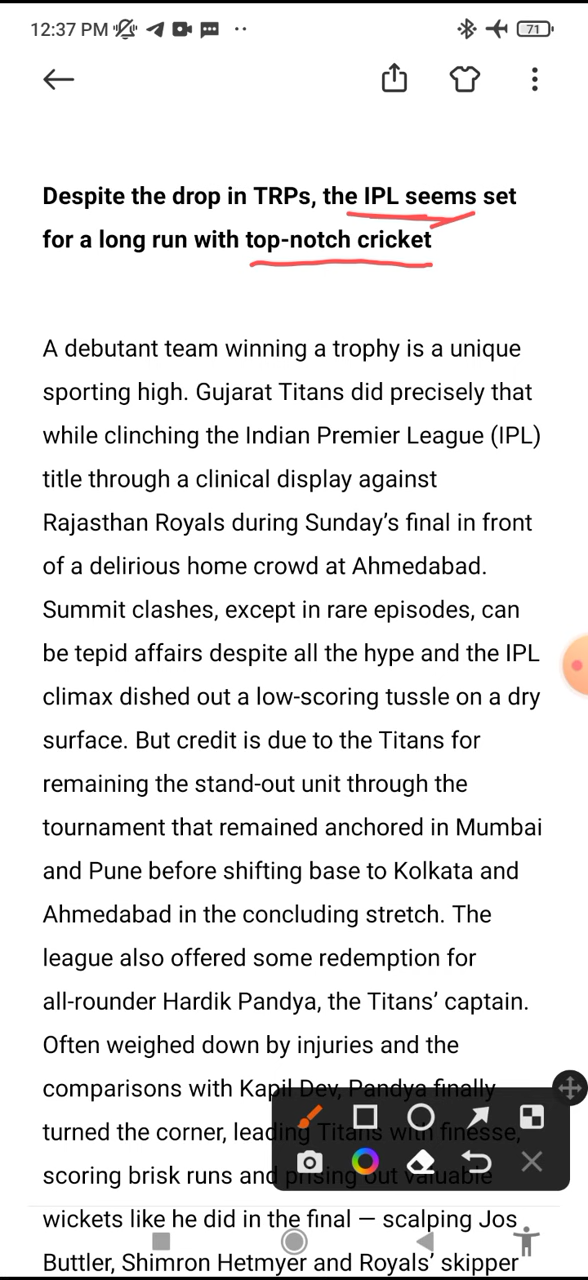 12:37 PM
71
Despite the drop in TRPs, the IPL seems set
for a long run with top-notch cricket
A debutant team winning a trophy is a unique
sporting high. Gujarat Titans did precisely that
while clinching the Indian Premier League (IPL)
title through a clinical display against
Rajasthan Royals during Sunday’s final in front
of a delirious home crowd at Ahmedabad.
Summit clashes, except in rare episodes, can
be tepid affairs despite all the hype and the IPL
climax dished out a low-scoring tussle on a dry
surface. But credit is due to the Titans for
remaining the stand-out unit through the
tournament that remained anchored in Mumbai
and Pune before shifting base to Kolkata and
Ahmedabad in the concluding stretch. The
league also offered some redemption for
all-rounder Hardik Pandya, the Titans’ captain.
Often weighed down by injuries and the
comparisons with Kapil Dev, Pandya finally
turned the corner, leading Titans with finesse,
scoring brisk runs and prising out valuable
wickets like he did in the final — scalping Jos
Buttler, Shimron Hetmyer and Royals’ skipper